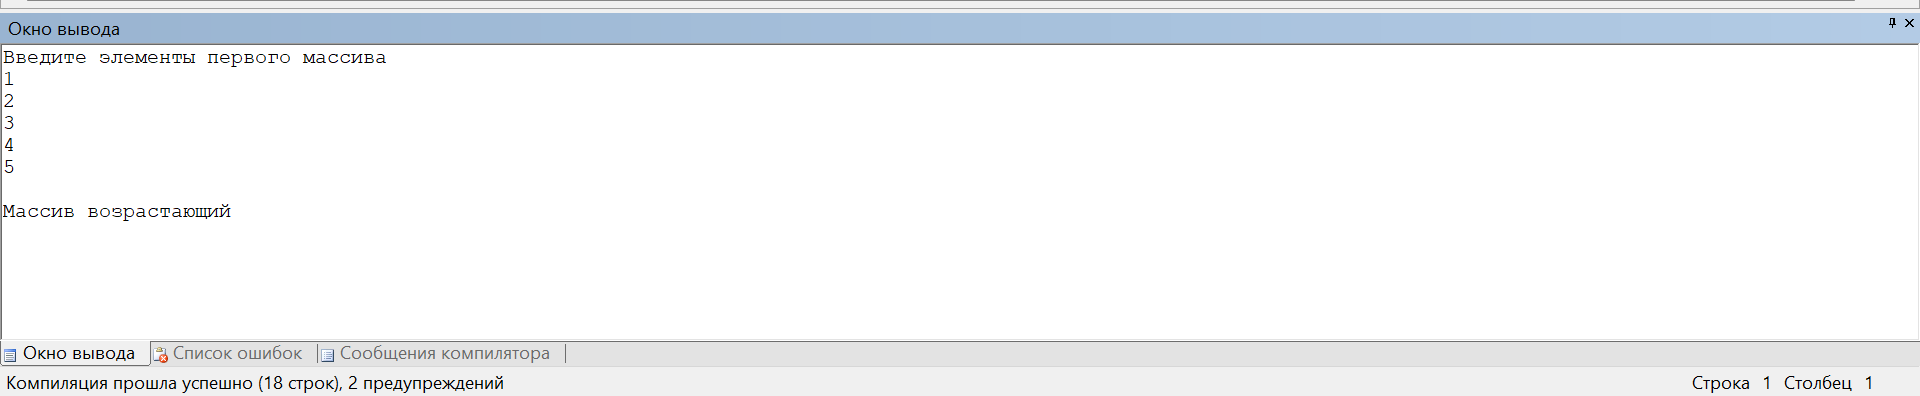 Окно вывода
Введите элементы первого массива
1
2
3
4
5
Массив возрастающий
Окно вывода Список ошибок Сообщения компилятора
Компиляция прошла успешно (18 строк), 2 предупреждений Строка 1 Столбец 1